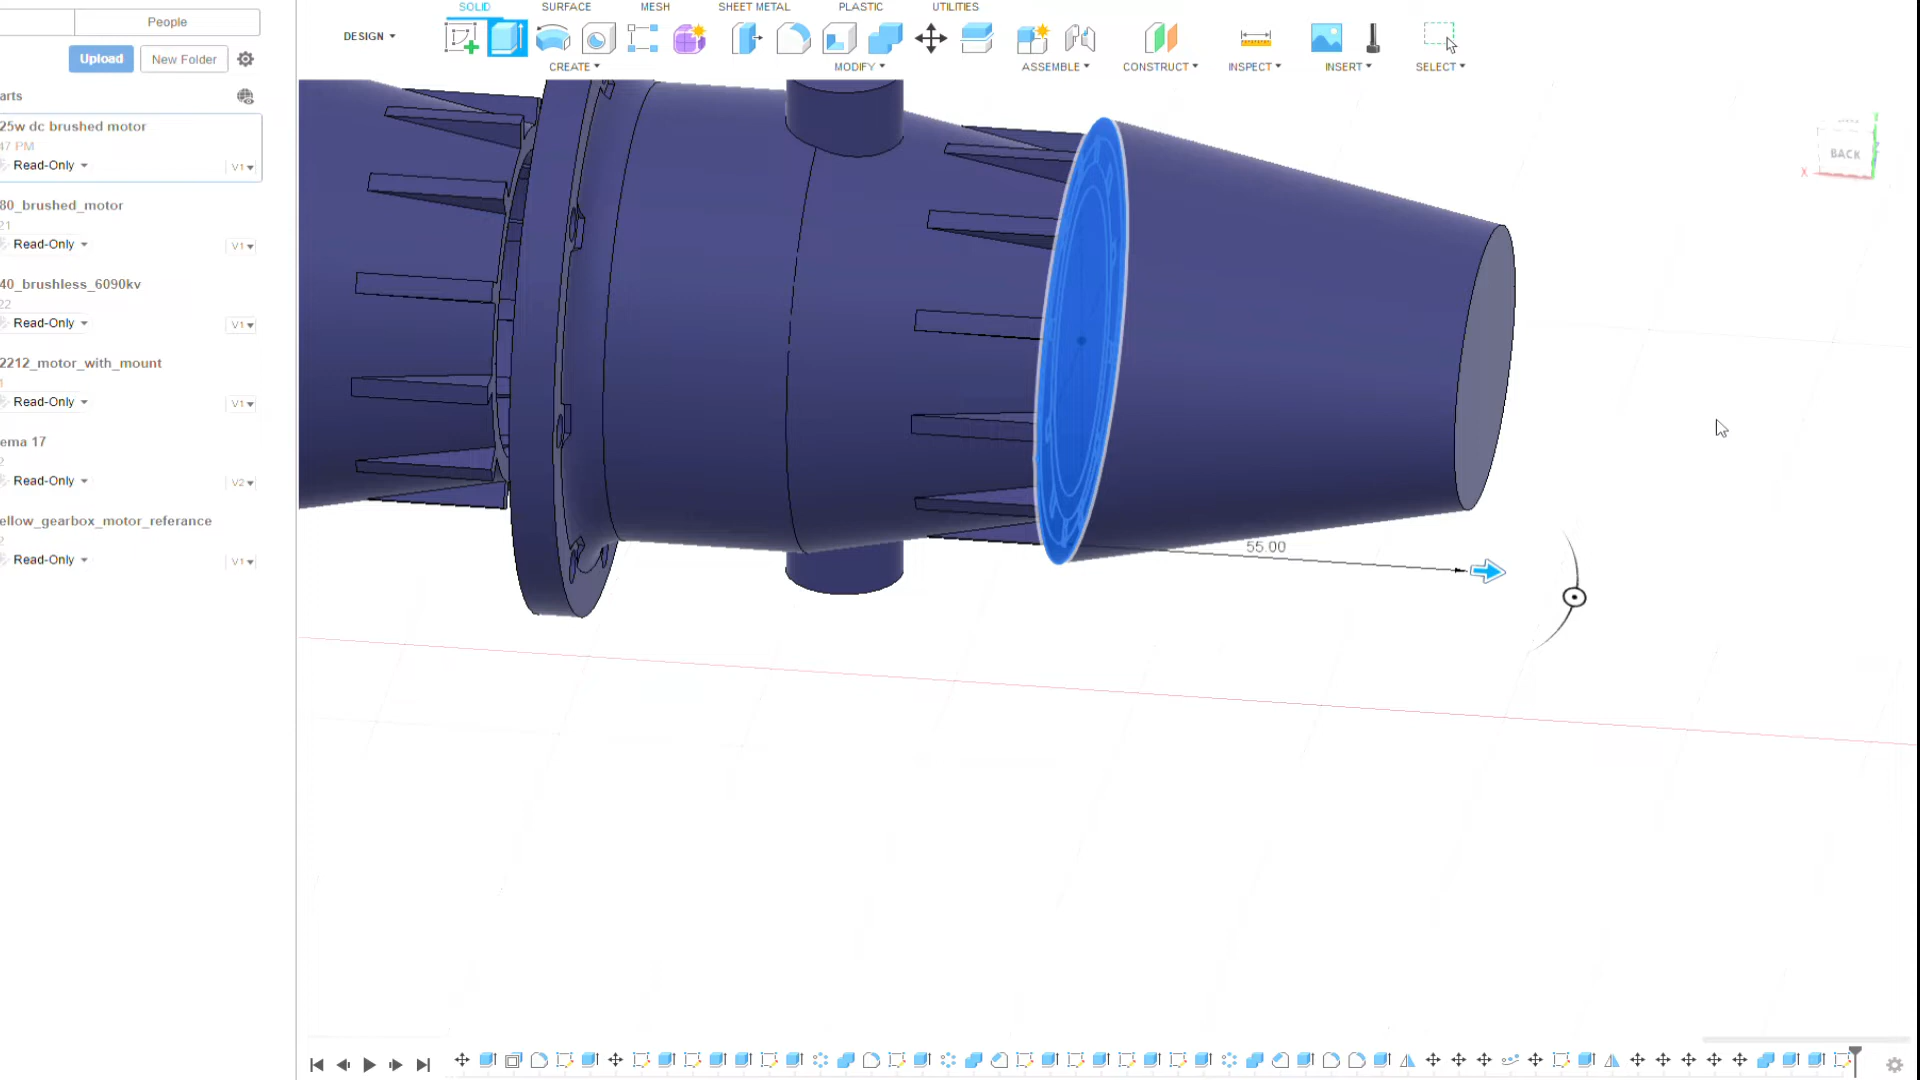 People
Upload
New Folder
arts
25w dc brushed motor
47 PM
Read-Only
V1
80_brushed_motor
21
Read-Only
V1
40_brushless_6090kv
22
Read-Only
V1
2212_motor_with_mount
1
Read-Only
V1
ema 17
2
Read-Only
V2
ellow_gearbox_motor_referance
2
Read-Only
V1
DESIGN
SOLID
SURFACE
MESH
SHEET METAL
PLASTIC
UTILITIES
CREATE
MODIFY
ASSEMBLE
CONSTRUCT
INSPECT
INSERT
SELECT
BACK
X
55.00